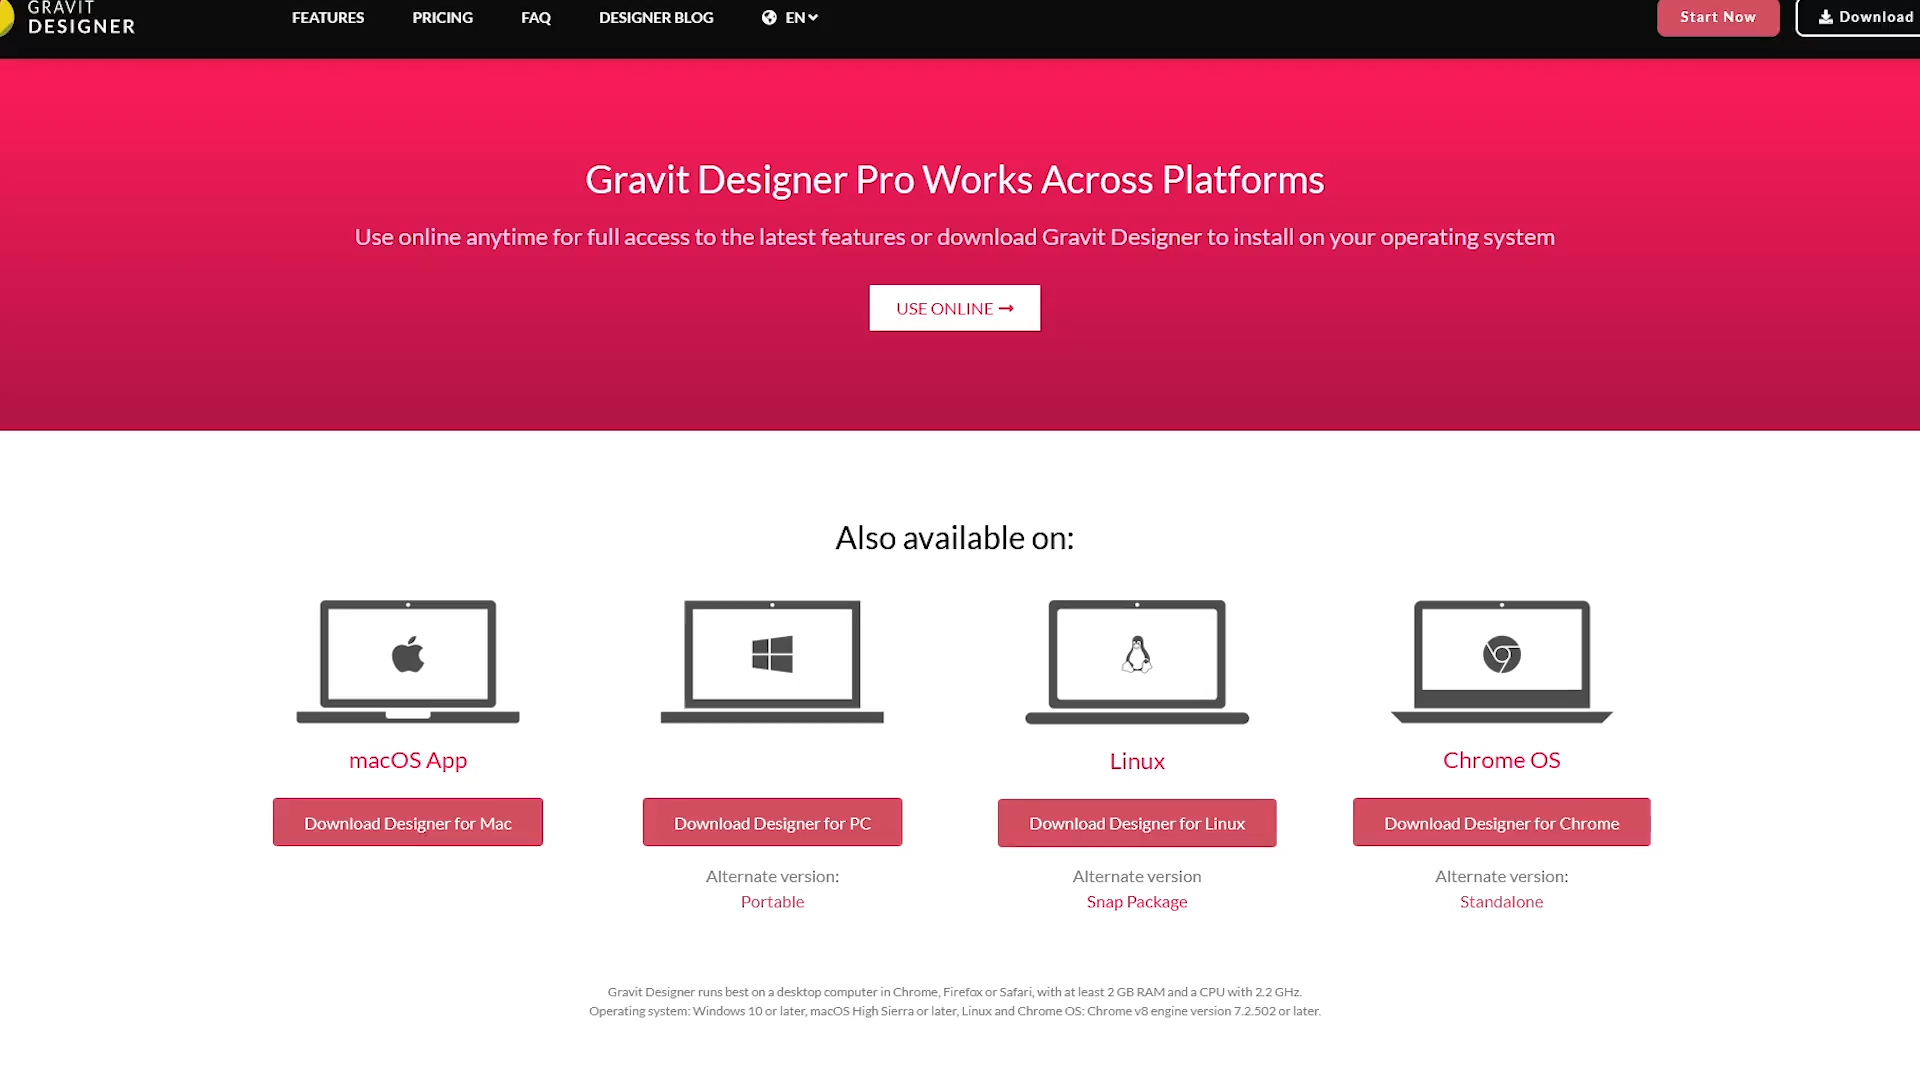 GRAVIT
DESIGNER
FEATURES
PRICING
FAQ
DESIGNER BLOG
EN
Start Now
Download
Gravit Designer Pro Works Across Platforms
Use online anytime for full access to the latest features or download Gravit Designer to install on your operating system
USE ONLINE →
Also available on:
macOS App
Download Designer for Mac
Download Designer for PC
Alternate version:
Portable
Linux
Download Designer for Linux
Alternate version
Snap Package
Chrome OS
Download Designer for Chrome
Alternate version:
Standalone
Gravit Designer runs best on a desktop computer in Chrome, Firefox or Safari, with at least 2 GB RAM and a CPU with 2.2 GHz.
Operating system: Windows 10 or later, macOS High Sierra or later, Linux and Chrome OS: Chrome v8 engine version 7.2.502 or later.